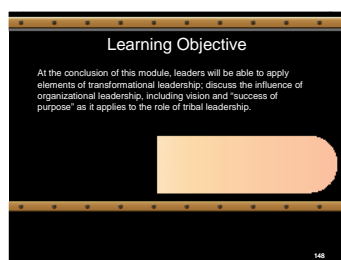 Learning Objective
At the conclusion of this module, leaders will be able to apply
elements of transformational leadership; discuss the influence of
organizational leadership, including vision and “success of
purpose” as it applies to the role of tribal leadership.
148